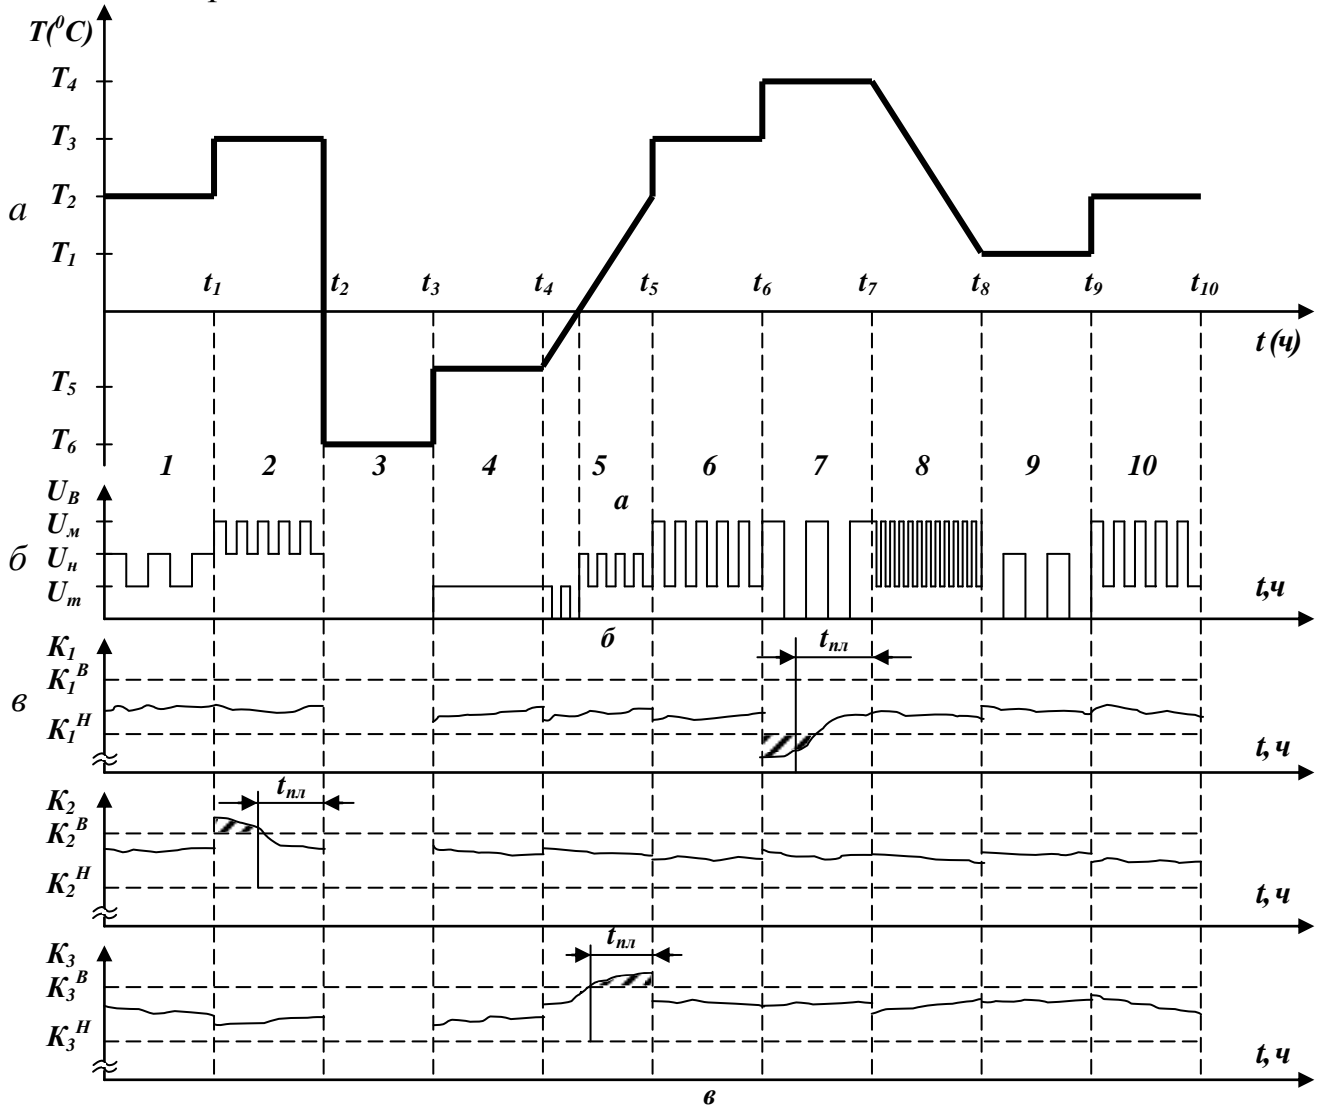 T(⁰C)
T₄
T₃
T₂
а
T₁
t₁ t₂ t₃ t₄ t₅ t₆ t₇ t₈ t₉ t₁₀
t (ч)
T₅
T₆
1 2 3 4 5 6 7 8 9 10
U_В
а
U_м
б
U_н
U_т
t,ч
K₁
б
t_пл
K₁^В
в
K₁^Н
t, ч
K₂
t_пл
K₂^В
K₂^Н
t, ч
K₃
t_пл
K₃^В
K₃^Н
t, ч
в